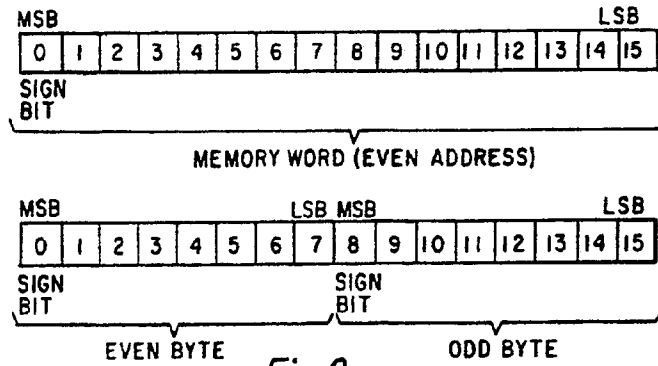 MSB LSB
0 1 2 3 4 5 6 7 8 9 10 11 12 13 14 15
SIGN
BIT
MEMORY WORD (EVEN ADDRESS)
MSB LSB MSB LSB
0 1 2 3 4 5 6 7 8 9 10 11 12 13 14 15
SIGN SIGN
BIT BIT
EVEN BYTE ODD BYTE